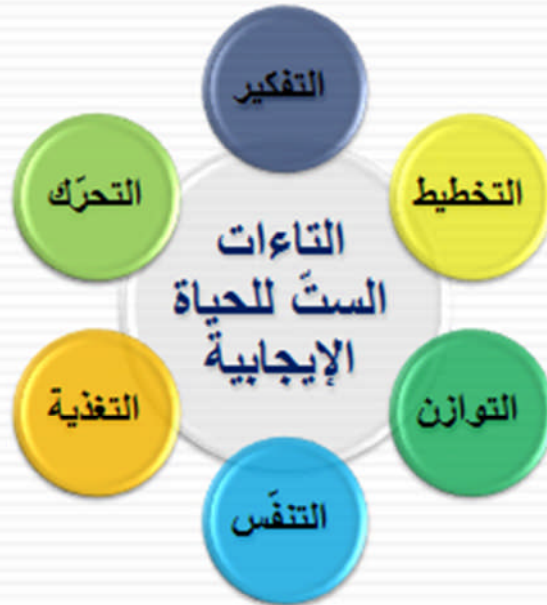 التفكير
التخطيط
التوازن
التنفّس
التغذية
التحرّك
التاءات
الستّ للحياة
الإيجابية